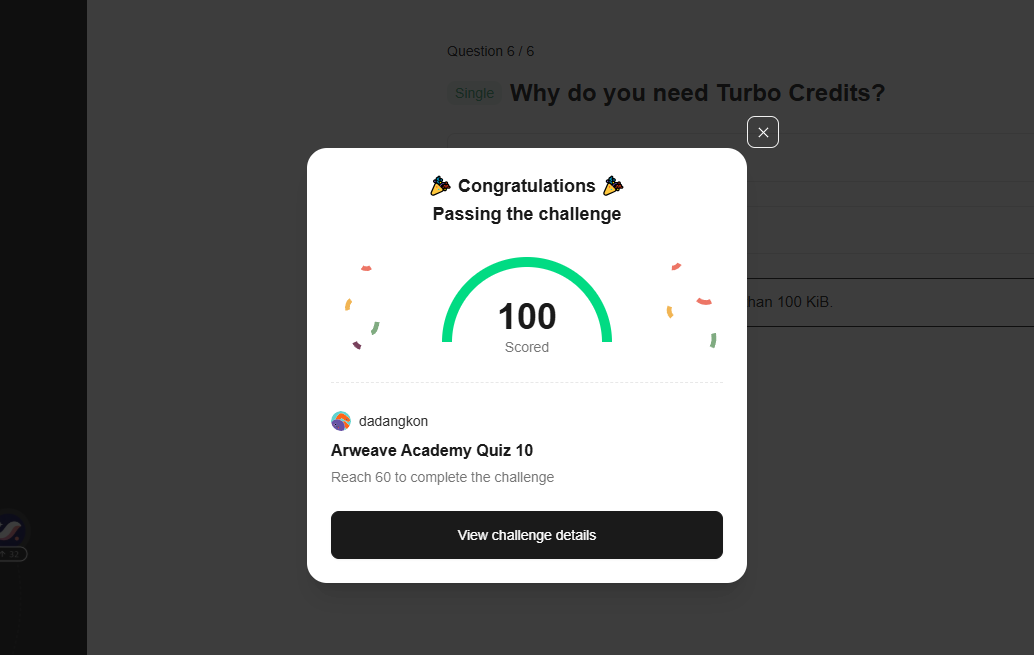 Question 6 / 6
Single Why do you need Turbo Credits?
Congratulations
Passing the challenge
han 100 KiB.
100
Scored
dadangkon
Arweave Academy Quiz 10
Reach 60 to complete the challenge
View challenge details
32